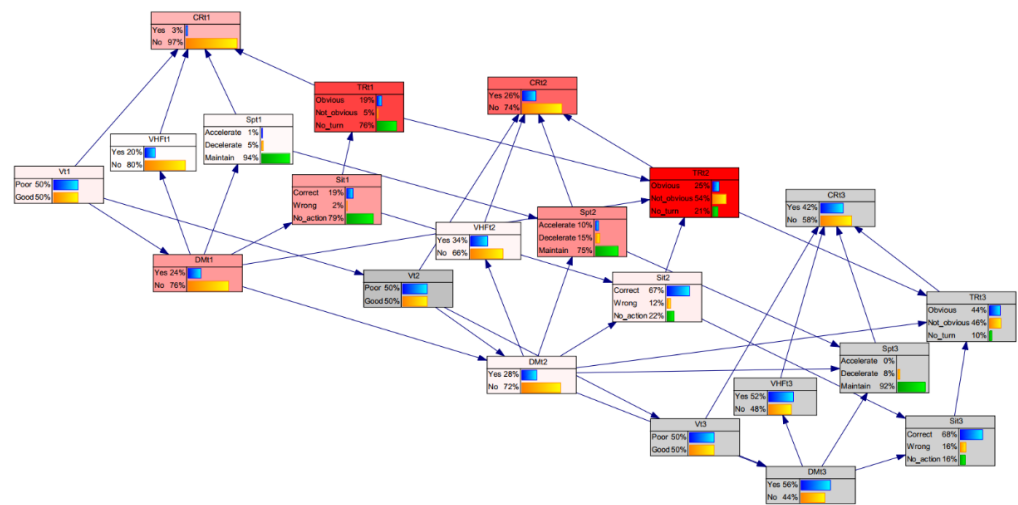 CRt1
Yes 3%
No 97%
TRt1
Obvious 19%
Not_obvious 5%
No_turn 76%
CRt2
Yes 26%
No 74%
Spt1
Accelerate 1%
Decelerate 5%
Maintain 94%
VHFt1
Yes 20%
No 80%
Vt1
Poor 50%
Good 50%
Sit1
Correct 19%
Wrong 2%
No_action 79%
TRt2
Obvious 26%
Not_obvious 54%
No_turn 21%
CRt3
Yes 42%
No 58%
Spt2
Accelerate 10%
Decelerate 15%
Maintain 75%
VHFt2
Yes 34%
No 66%
DMt1
Yes 24%
No 76%
Vt2
Poor 50%
Good 50%
Sit2
Correct 67%
Wrong 12%
No_action 22%
TRt3
Obvious 44%
Not_obvious 46%
No_turn 10%
Spt3
Accelerate 0%
Decelerate 8%
Maintain 92%
DMt2
Yes 28%
No 72%
VHFt3
Yes 52%
No 48%
Vt3
Poor 50%
Good 50%
Sit3
Correct 68%
Wrong 16%
No_action 16%
DMt3
Yes 56%
No 44%